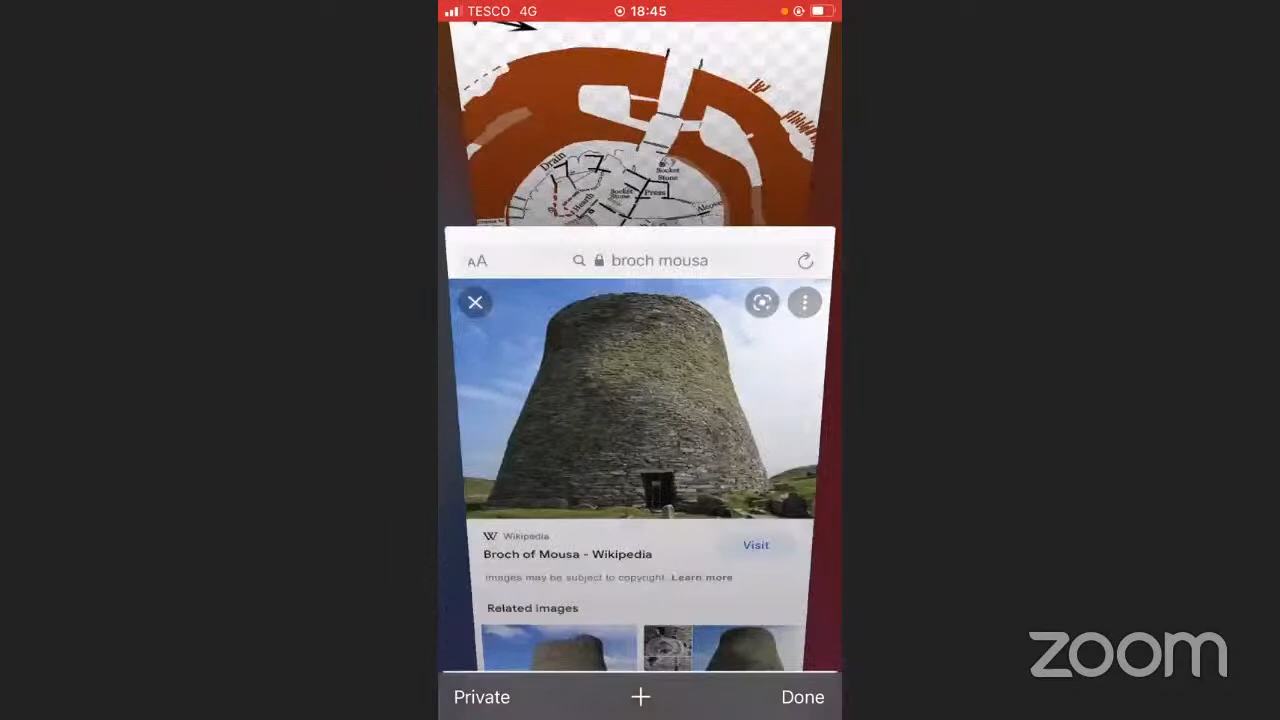 TESCO 4G 18:45
Drain
Socket
Stone
Socket
Stone
Press
Hearth
Alcove
AA broch mousa
W Wikipedia
Visit
Broch of Mousa - Wikipedia
Images may be subject to copyright. Learn more
Related images
zoom
Private + Done